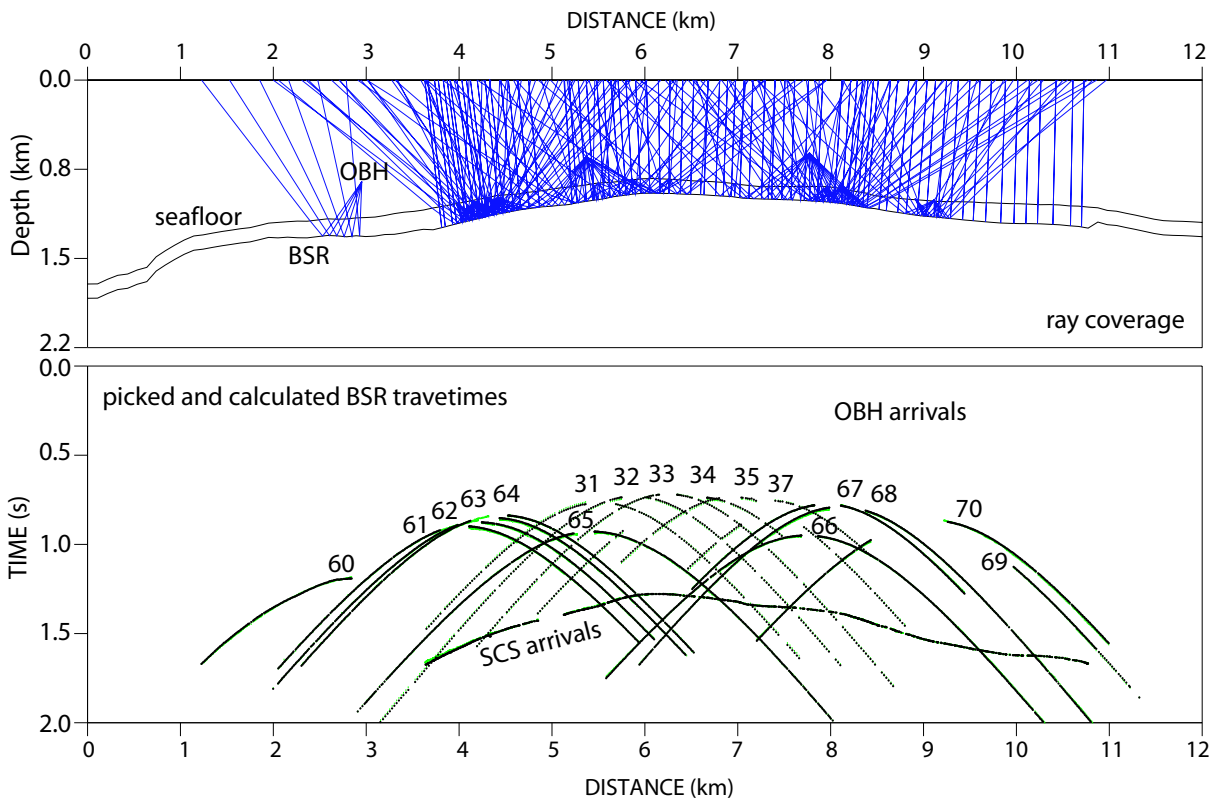 DISTANCE (km)
0 1 2 3 4 5 6 7 8 9 10 11 12
0.0
0.8
1.5
2.2
Depth (km)
OBH
seafloor
BSR
ray coverage
0.0
0.5
1.0
1.5
2.0
TIME (s)
picked and calculated BSR travetimes
OBH arrivals
31 32 33 34 35 37
60 61 62 63 64 65 66 67 68 70
69
SCS arrivals
0 1 2 3 4 5 6 7 8 9 10 11 12
DISTANCE (km)